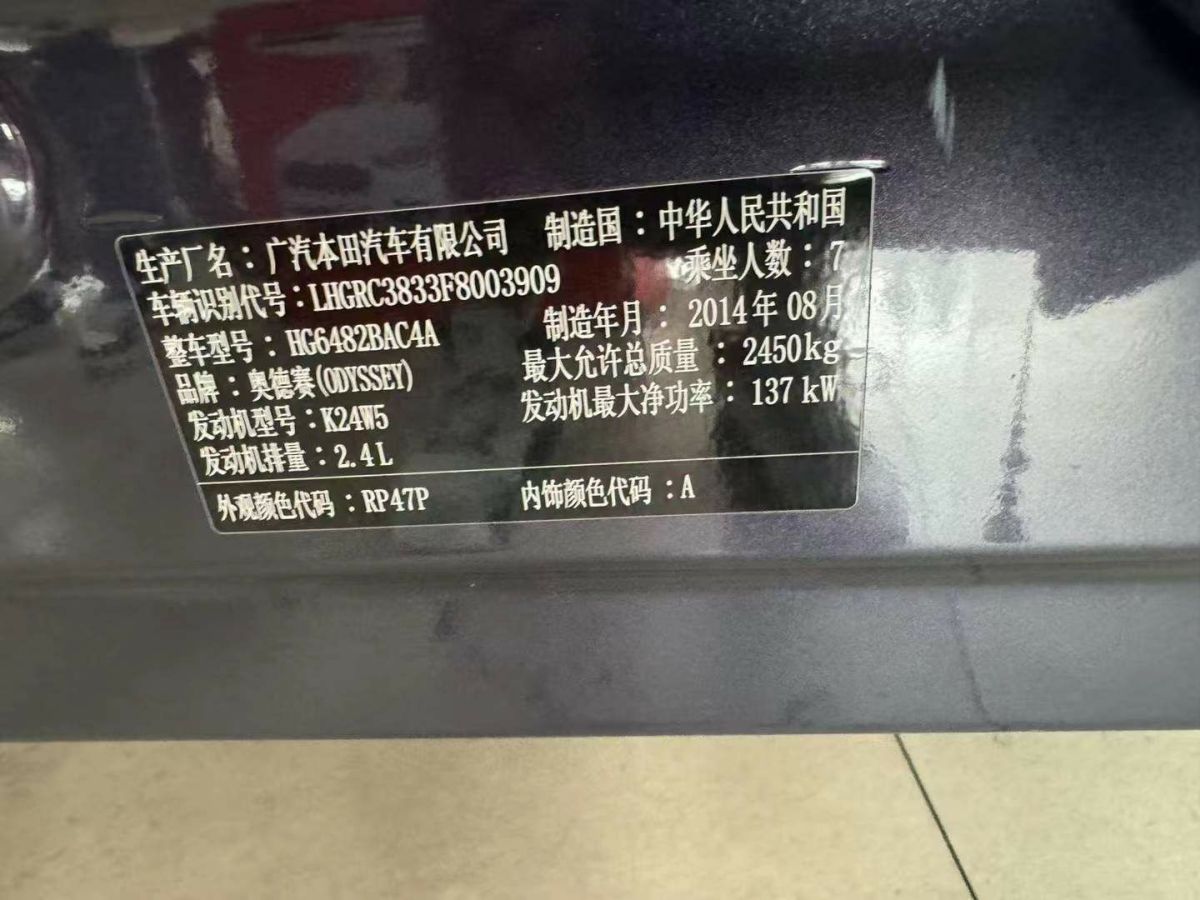 生产厂名：广汽本田汽车有限公司 制造国：中华人民共和国
车辆识别代号：LHGRC3833F8003909 乘坐人数：7
整车型号：HG6482BAC4A 制造年月：2014年08月
品牌：奥德赛(ODYSSEY) 最大允许总质量：2450kg
发动机型号：K24W5 发动机最大净功率：137kW
发动机排量：2.4L
外观颜色代码：RP47P 内饰颜色代码：A